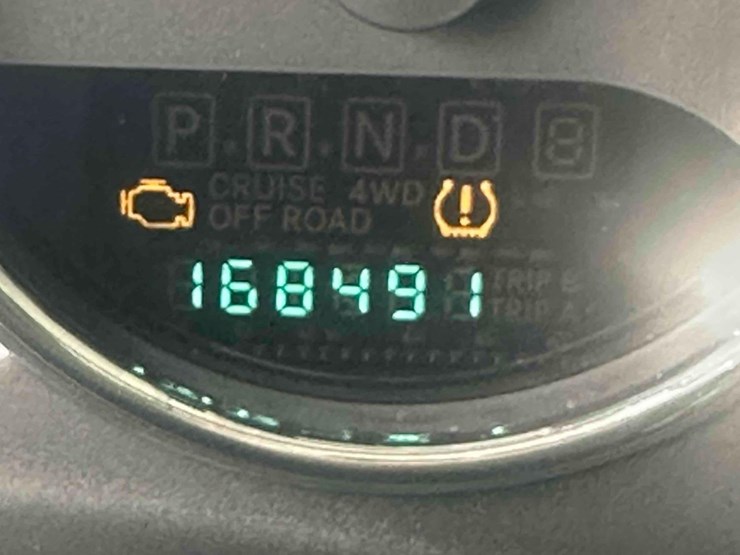 P R N D 8
CRUISE 4WD
OFF ROAD
168491
TRIP B
TRIP A